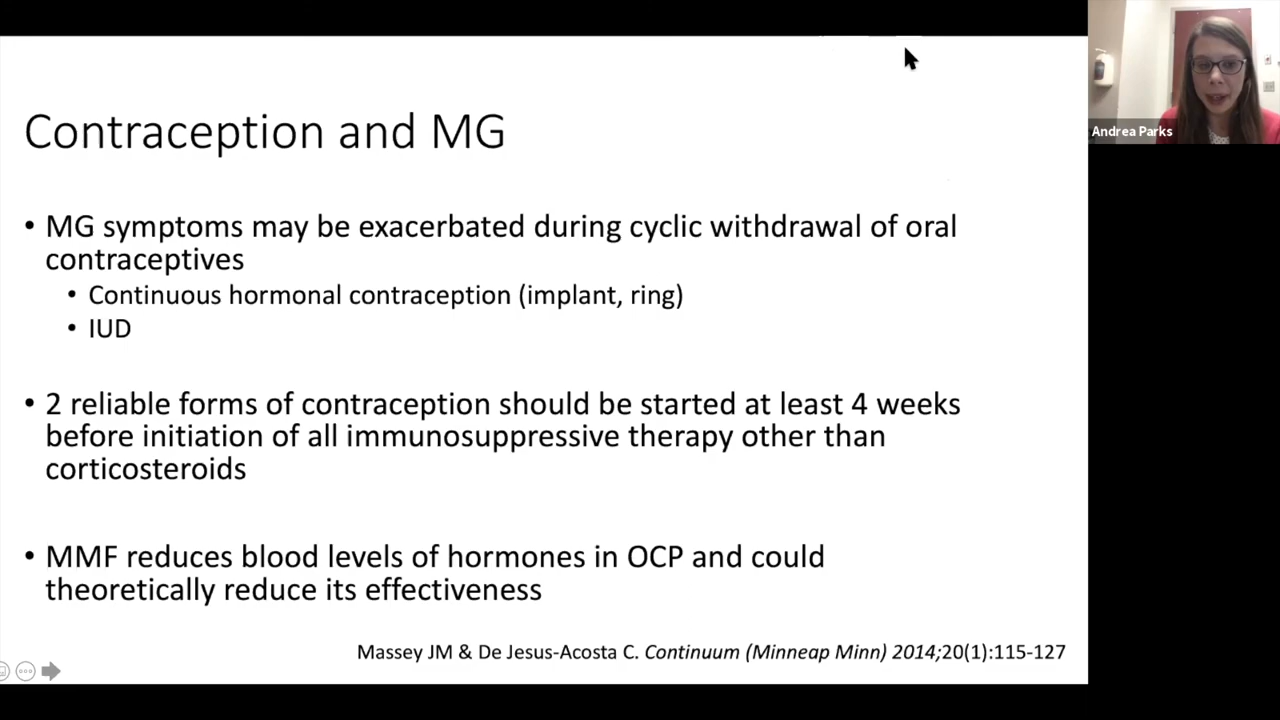 Contraception and MG
• MG symptoms may be exacerbated during cyclic withdrawal of oral
contraceptives
• Continuous hormonal contraception (implant, ring)
• IUD
• 2 reliable forms of contraception should be started at least 4 weeks
before initiation of all immunosuppressive therapy other than
corticosteroids
• MMF reduces blood levels of hormones in OCP and could
theoretically reduce its effectiveness
Massey JM & De Jesus-Acosta C. Continuum (Minneap Minn) 2014;20(1):115-127
Andrea Parks